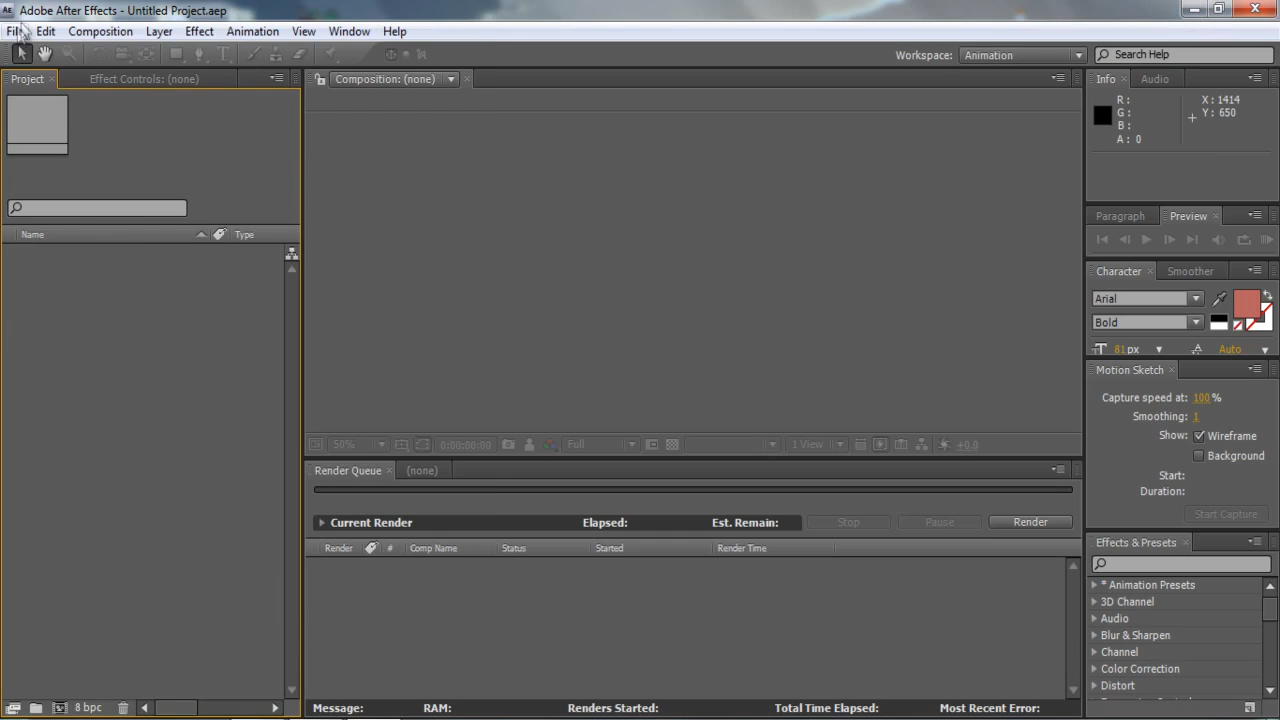 Adobe After Effects - Untitled Project.aep
File Edit Composition Layer Effect Animation View Window Help
Workspace: Animation Search Help
Project Effect Controls: (none)
Composition: (none)
Info Audio
R : X : 1414
G : Y : 650
B :
A : 0
Paragraph Preview
Name Type
Character Smoother
Arial
Bold
81 px Auto
Motion Sketch
Capture speed at: 100 %
Smoothing: 1
Show: Wireframe
Background
Start:
Duration:
Start Capture
50% 0:00:00:00 Full 1 View +0.0
Render Queue (none)
Current Render Elapsed: Est. Remain: Stop Pause Render
Render # Comp Name Status Started Render Time
Effects & Presets
* Animation Presets
3D Channel
Audio
Blur & Sharpen
Channel
Color Correction
Distort
8 bpc
Message: RAM: Renders Started: Total Time Elapsed: Most Recent Error: